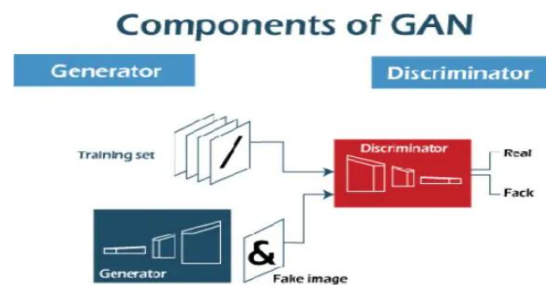 Components of GAN
Generator
Discriminator
Training set
Discriminator
Real
Fack
&
Generator
Fake image